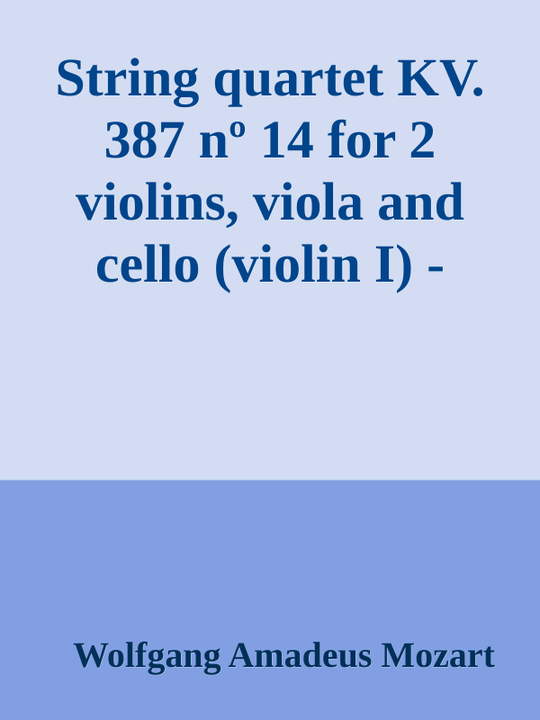 String quartet KV.
387 nº 14 for 2
violins, viola and
cello (violin I) -
Wolfgang Amadeus Mozart